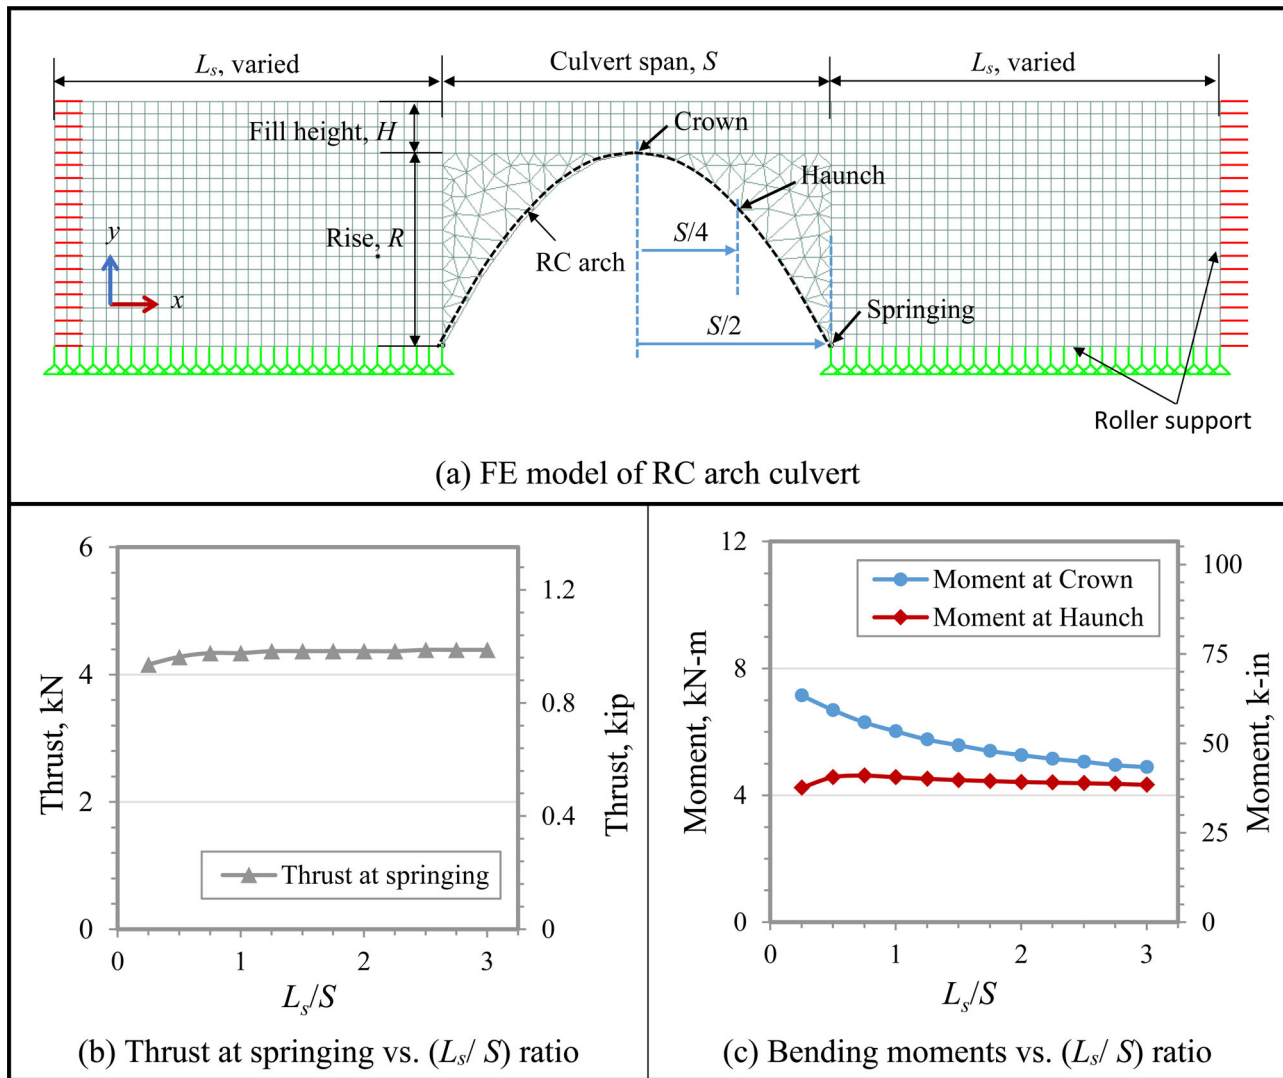 Ls, varied
Culvert span, S
Ls, varied
Fill height, H
Crown
Haunch
Rise, R
S/4
RC arch
y
x
S/2
Springing
Roller support
(a) FE model of RC arch culvert
6
4
2
0
Thrust, kN
1.2
0.8
0.4
0
Thrust, kip
Thrust at springing
0 1 2 3
Ls/S
(b) Thrust at springing vs. (Ls/ S) ratio
12
8
4
0
Moment, kN-m
100
75
50
25
0
Moment, k-in
Moment at Crown
Moment at Haunch
0 1 2 3
Ls/S
(c) Bending moments vs. (Ls/ S) ratio